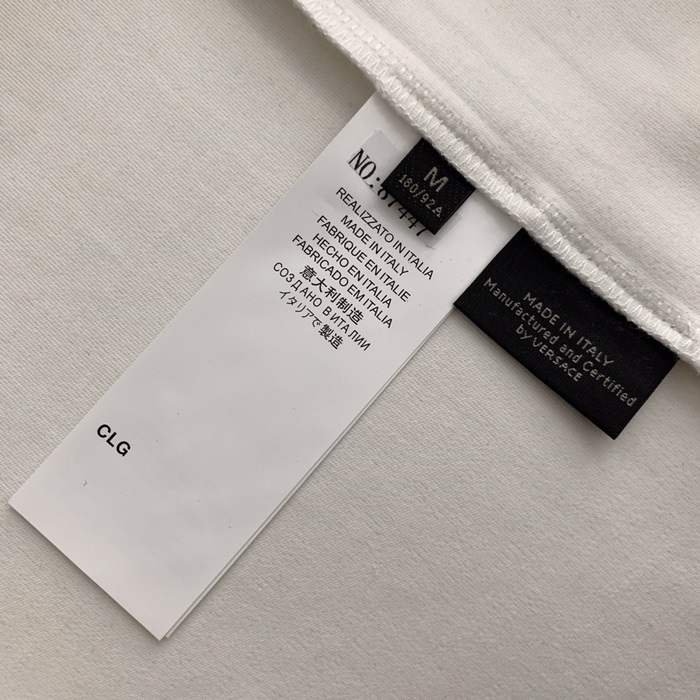 M
160/92A
NO:87447
REALIZZATO IN ITALIA
MADE IN ITALY
FABRIQUE EN ITALIE
HECHO EN ITALIA
FABRICADO EM ITALIA
意大利制造
СОЗДАНО В ИТАЛИИ
イタリアで製造
CLG
MADE IN ITALY
Manufactured and Certified
by VERSACE